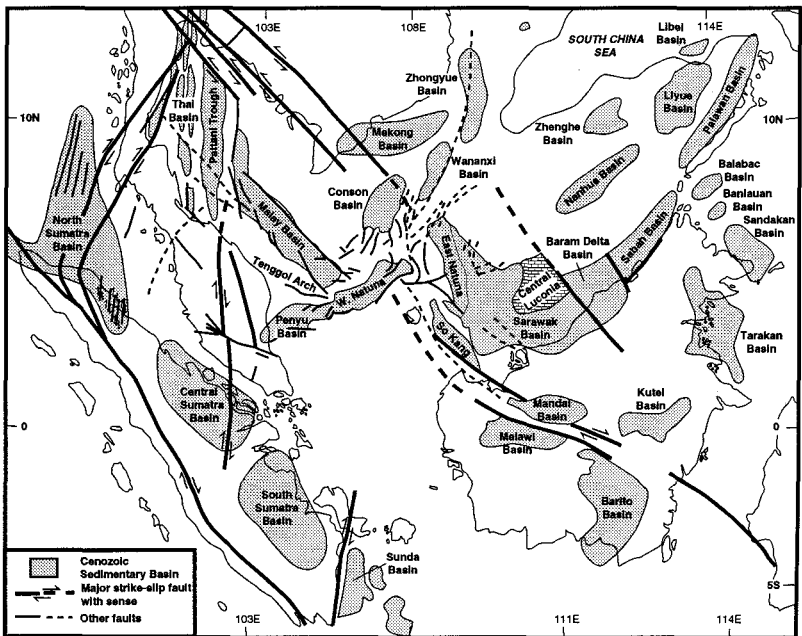 103E
108E
114E
SOUTH CHINA
SEA
Libei
Basin
Zhongyue
Basin
Thai
Basin
Pattani Trough
Liyue
Basin
Palawan Basin
10N
10N
Mekong
Basin
Zhenghe
Basin
Wananxi
Basin
Conson
Basin
Nanhua Basin
Balabac
Basin
Banlauan
Basin
Sandakan
Basin
North
Sumatra
Basin
Malay Basin
East Natuna
Baram Delta
Basin
Sabah Basin
Tenggol Arch
W. Natuna
Central
Luconia
Penyu
Basin
Sarawak
Basin
So Kang
Tarakan
Basin
Central
Sumatra
Basin
Mandai
Basin
Kutei
Basin
0
0
Melawi
Basin
South
Sumatra
Basin
Barito
Basin
Sunda
Basin
Cenozoic
Sedimentary Basin
Major strike-slip fault
with sense
Other faults
5S
103E
111E
114E